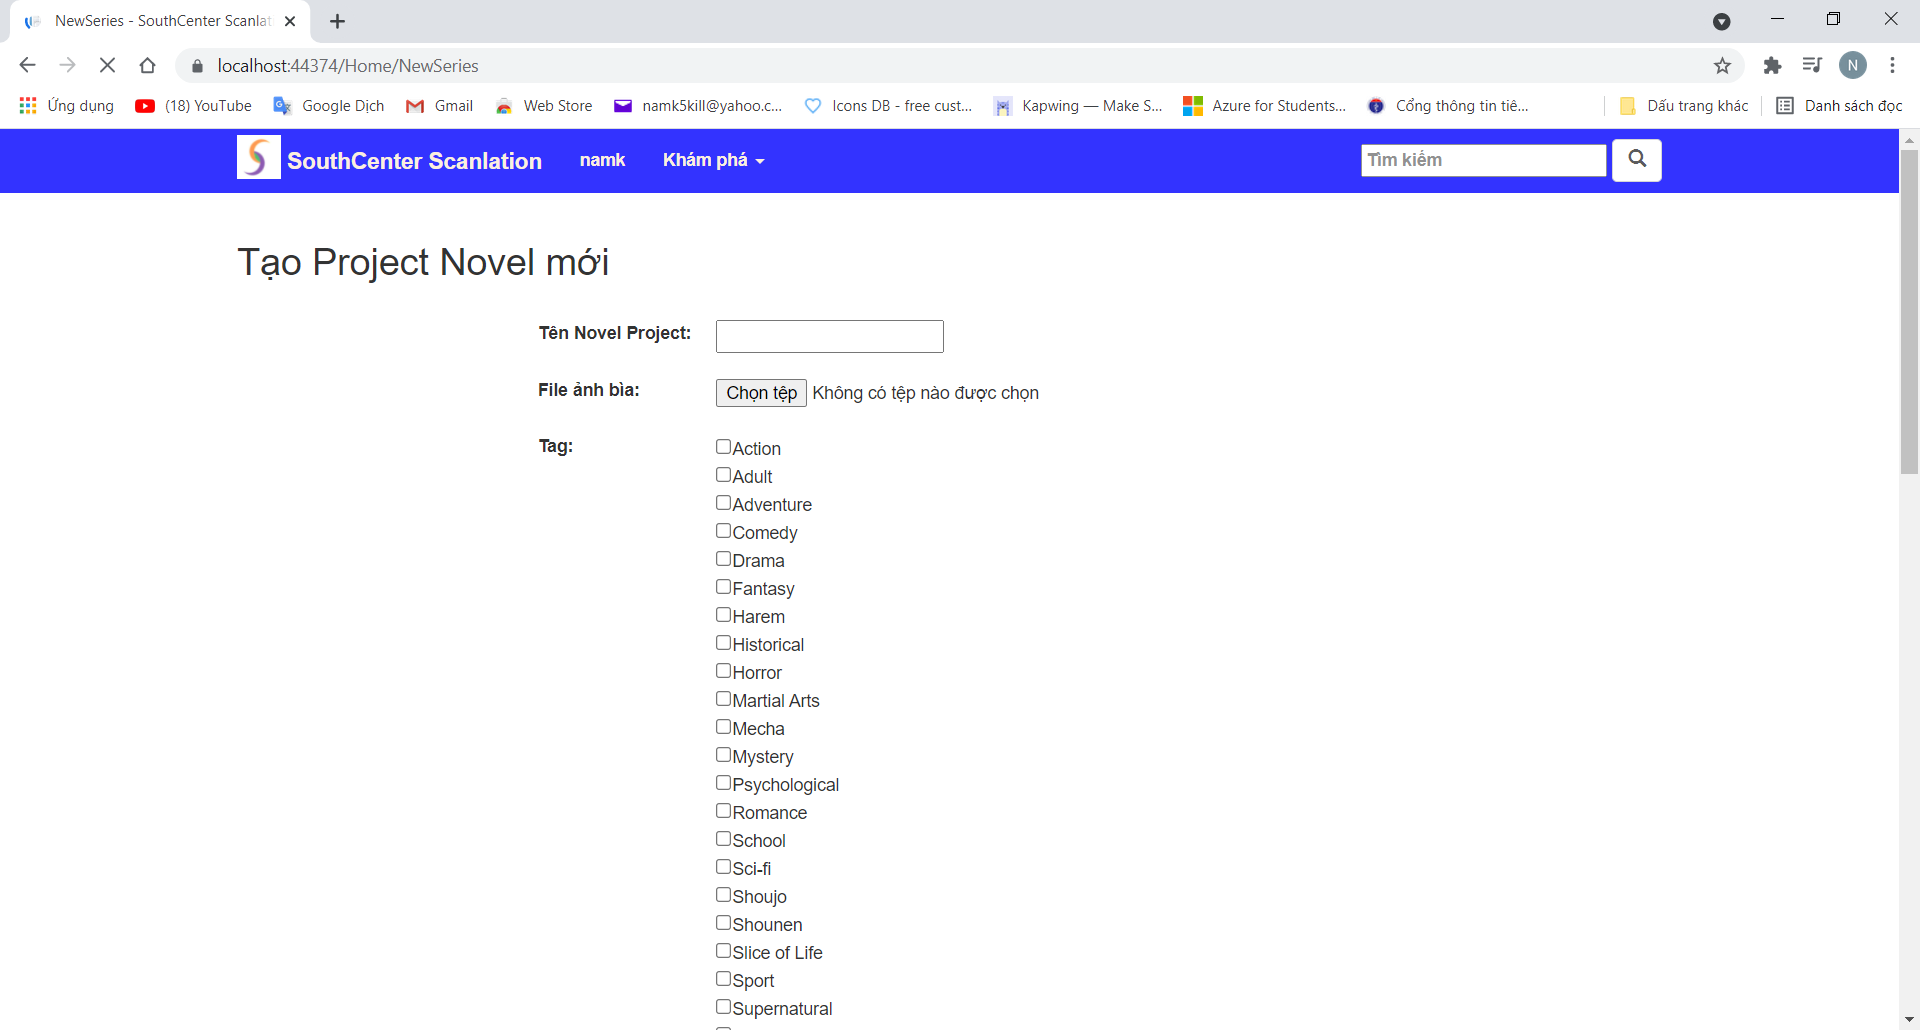 NewSeries - SouthCenter Scanlat
localhost:44374/Home/NewSeries
N
Ứng dụng
(18) YouTube
Google Dịch
Gmail
Web Store
namk5kill@yahoo.c...
Icons DB - free cust...
Kapwing — Make S...
Azure for Students...
Cổng thông tin tiê...
Dấu trang khác
Danh sách đọc
SouthCenter Scanlation
namk
Khám phá
Tìm kiếm
Tạo Project Novel mới
Tên Novel Project:
File ảnh bìa:
Chọn tệp Không có tệp nào được chọn
Tag:
Action
Adult
Adventure
Comedy
Drama
Fantasy
Harem
Historical
Horror
Martial Arts
Mecha
Mystery
Psychological
Romance
School
Sci-fi
Shoujo
Shounen
Slice of Life
Sport
Supernatural